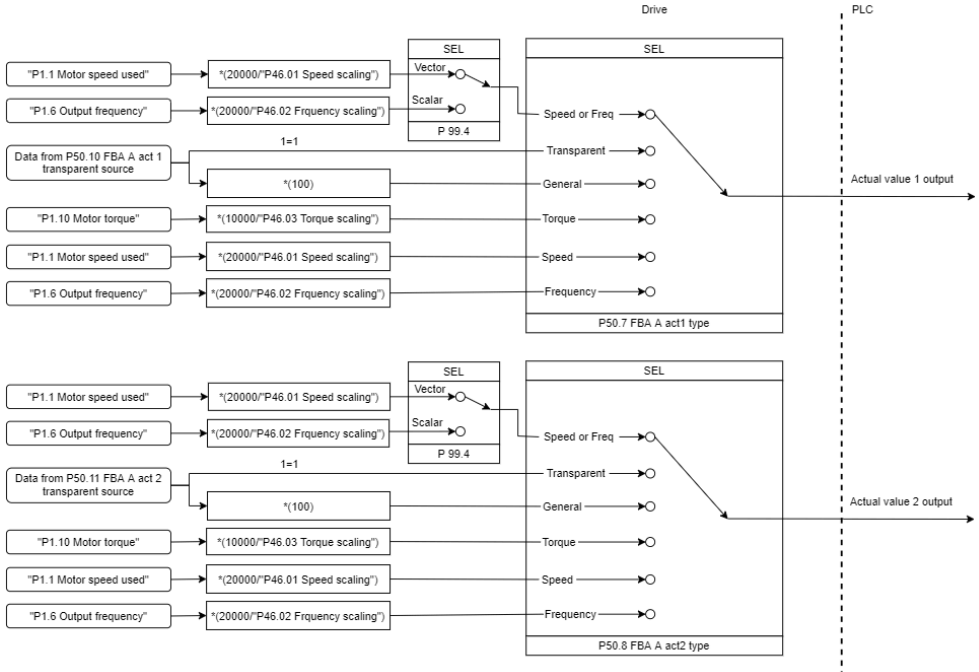 Drive
PLC
SEL
SEL
"P1.1 Motor speed used"
*(20000/"P46.01 Speed scaling")
Vector
"P1.6 Output frequency"
*(20000/"P46.02 Frquency scaling")
Scalar
Speed or Freq
P 99.4
1=1
Data from P50.10 FBA A act 1
transparent source
Transparent
*(100)
General
Actual value 1 output
"P1.10 Motor torque"
*(10000/"P46.03 Torque scaling")
Torque
"P1.1 Motor speed used"
*(20000/"P46.01 Speed scaling")
Speed
"P1.6 Output frequency"
*(20000/"P46.02 Frquency scaling")
Frequency
P50.7 FBA A act1 type
SEL
SEL
"P1.1 Motor speed used"
*(20000/"P46.01 Speed scaling")
Vector
"P1.6 Output frequency"
*(20000/"P46.02 Frquency scaling")
Scalar
Speed or Freq
P 99.4
1=1
Data from P50.11 FBA A act 2
transparent source
Transparent
*(100)
General
Actual value 2 output
"P1.10 Motor torque"
*(10000/"P46.03 Torque scaling")
Torque
"P1.1 Motor speed used"
*(20000/"P46.01 Speed scaling")
Speed
"P1.6 Output frequency"
*(20000/"P46.02 Frquency scaling")
Frequency
P50.8 FBA A act2 type